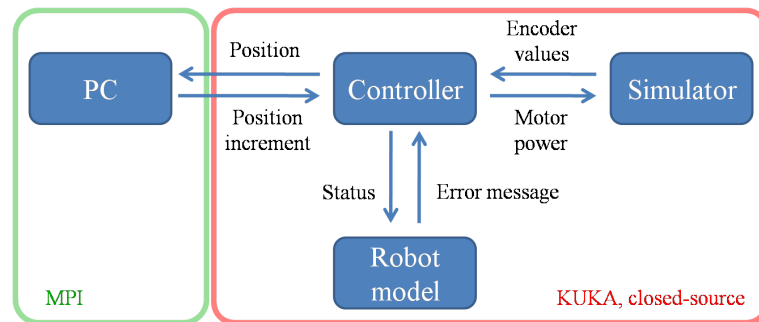 Position
Encoder
values
PC
Controller
Simulator
Position
increment
Motor
power
Status
Error message
Robot
model
MPI
KUKA, closed-source